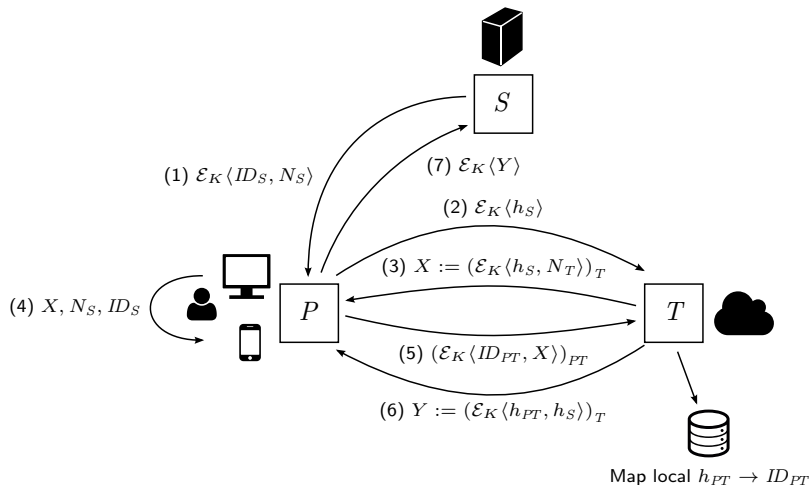 S
(1) ℰ_K⟨ID_S, N_S⟩
(7) ℰ_K⟨Y⟩
(2) ℰ_K⟨h_S⟩
(3) X := (ℰ_K⟨h_S, N_T⟩)_T
(4) X, N_S, ID_S
P
T
(5) (ℰ_K⟨ID_PT, X⟩)_PT
(6) Y := (ℰ_K⟨h_PT, h_S⟩)_T
Map local h_PT → ID_PT